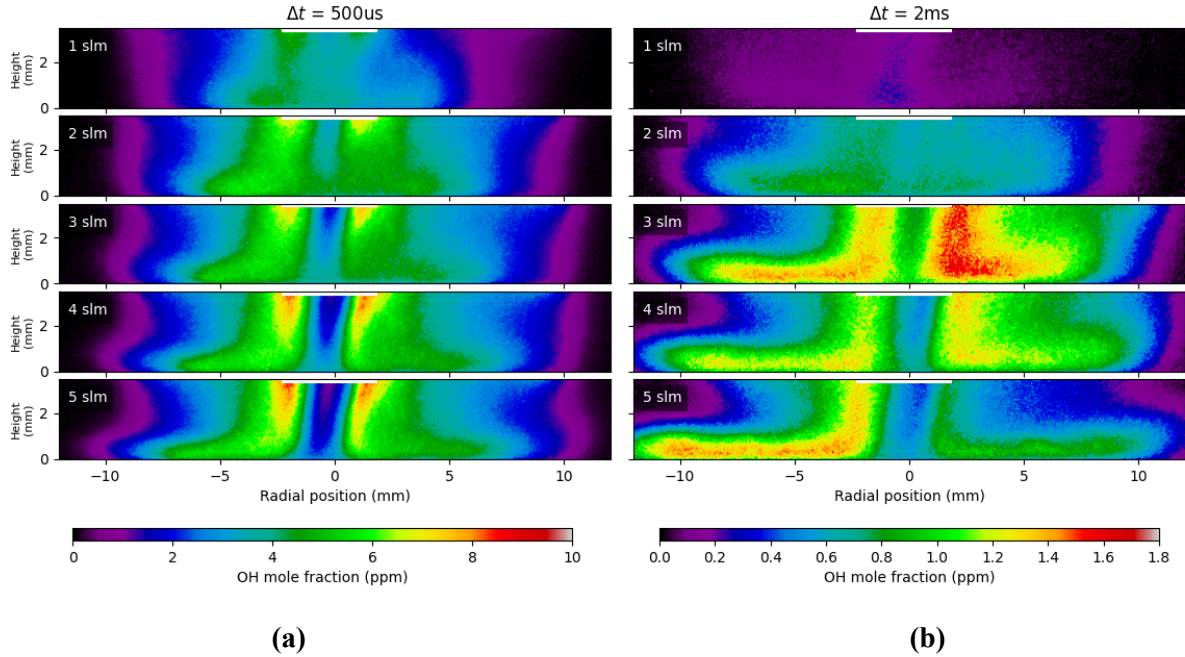 Δt = 500us
1 slm
2 slm
3 slm
4 slm
5 slm
Height
(mm)
2
0
Height
(mm)
2
0
Height
(mm)
2
0
Height
(mm)
2
0
Height
(mm)
2
0
−10 −5 0 5 10
Radial position (mm)
0 2 4 6 8 10
OH mole fraction (ppm)
(a)
Δt = 2ms
1 slm
2 slm
3 slm
4 slm
5 slm
−10 −5 0 5 10
Radial position (mm)
0.0 0.2 0.4 0.6 0.8 1.0 1.2 1.4 1.6 1.8
OH mole fraction (ppm)
(b)